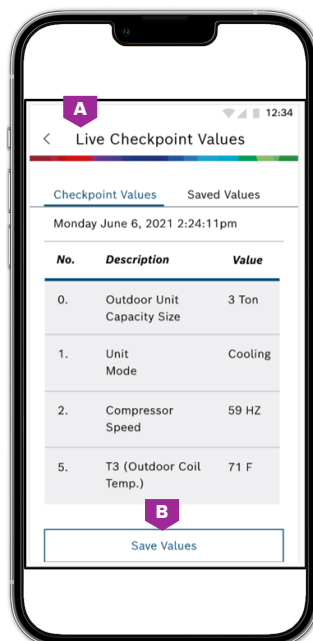 A
12:34
< Live Checkpoint Values
Checkpoint Values Saved Values
Monday June 6, 2021 2:24:11pm
No. Description Value
0. Outdoor Unit 3 Ton
Capacity Size
1. Unit Cooling
Mode
2. Compressor 59 HZ
Speed
5. T3 (Outdoor Coil 71 F
Temp.)
B
Save Values